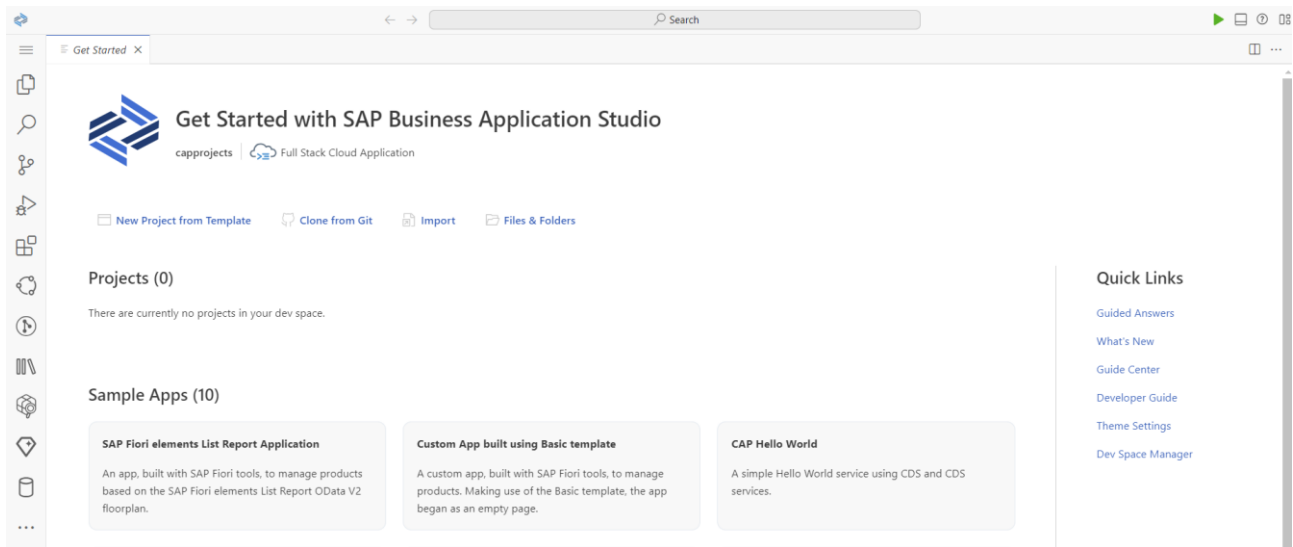 Search
Get Started
Get Started with SAP Business Application Studio
capprojects Full Stack Cloud Application
New Project from Template Clone from Git Import Files & Folders
Projects (0)
There are currently no projects in your dev space.
Sample Apps (10)
SAP Fiori elements List Report Application
An app, built with SAP Fiori tools, to manage products
based on the SAP Fiori elements List Report OData V2
floorplan.
Custom App built using Basic template
A custom app, built with SAP Fiori tools, to manage
products. Making use of the Basic template, the app
began as an empty page.
CAP Hello World
A simple Hello World service using CDS and CDS
services.
Quick Links
Guided Answers
What's New
Guide Center
Developer Guide
Theme Settings
Dev Space Manager